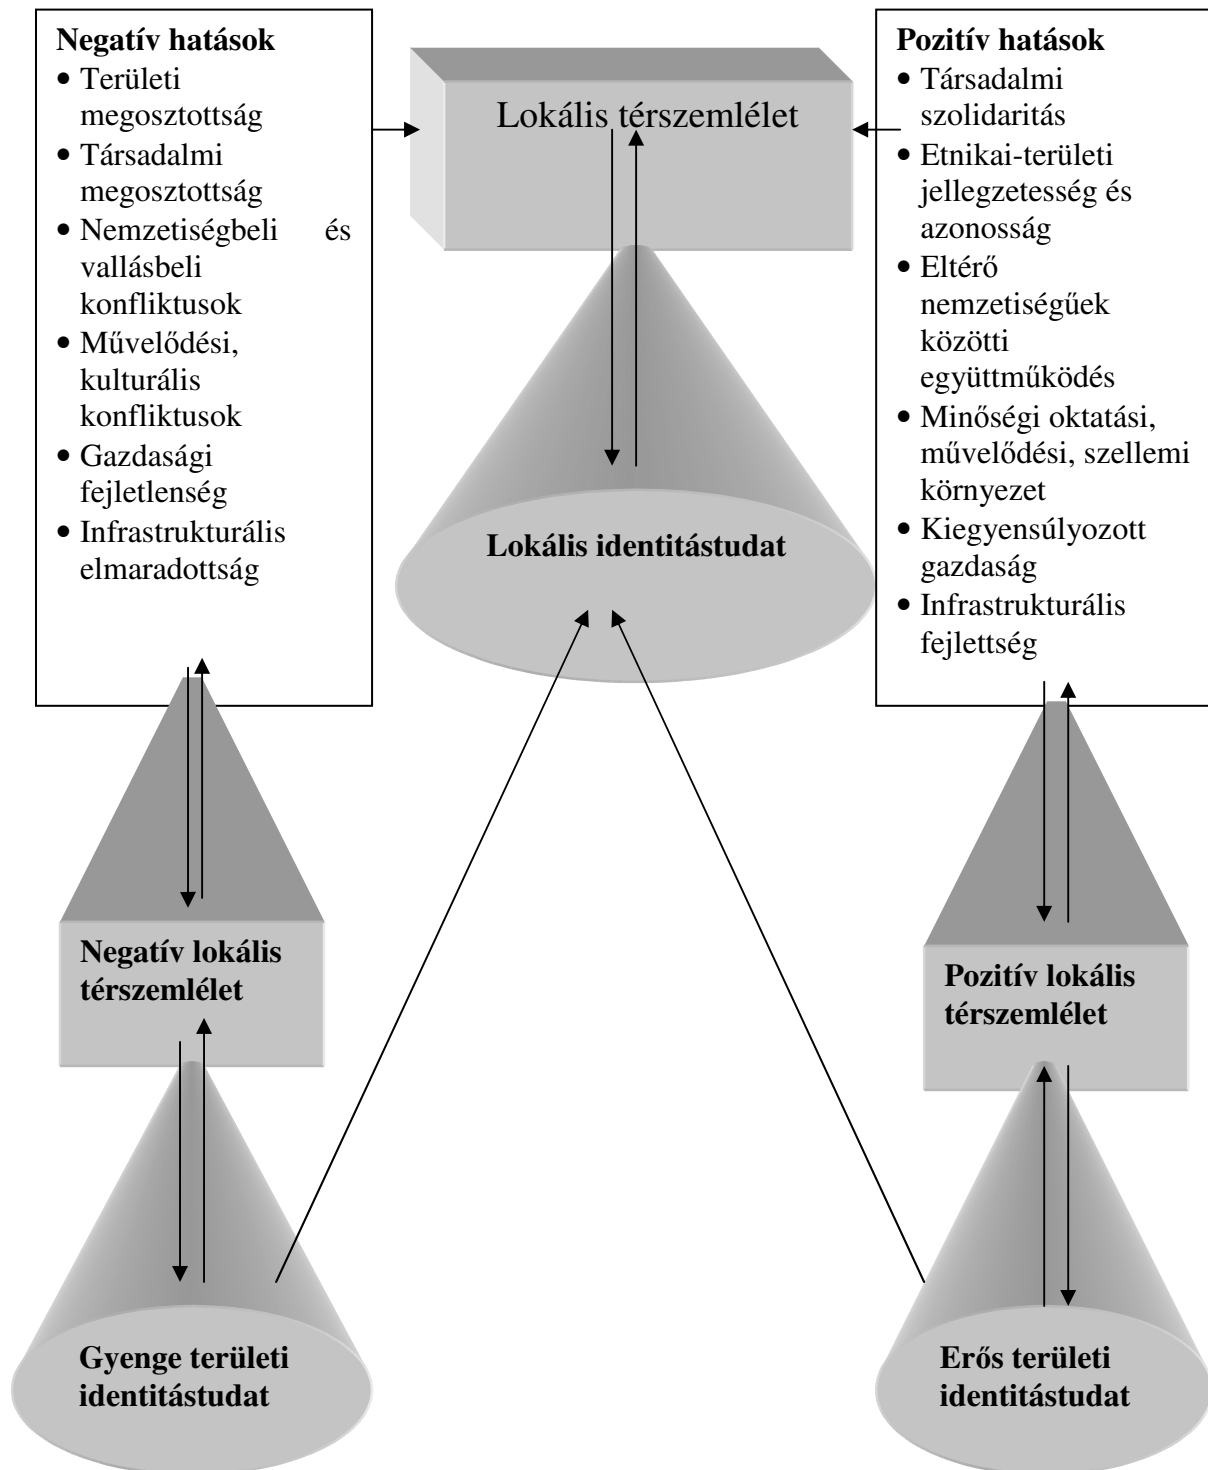 Negatív hatások
• Területi
megosztottság
• Társadalmi
megosztottság
• Nemzetiségbeli és
vallásbeli
konfliktusok
• Művelődési,
kulturális
konfliktusok
• Gazdasági
fejletlenség
• Infrastrukturális
elmaradottság
Lokális térszemlélet
Lokális identitástudat
Pozitív hatások
• Társadalmi
szolidaritás
• Etnikai-területi
jellegzetesség és
azonosság
• Eltérő
nemzetiségűek
közötti
együttműködés
• Minőségi oktatási,
művelődési, szellemi
környezet
• Kiegyensúlyozott
gazdaság
• Infrastrukturális
fejlettség
Negatív lokális
térszemlélet
Pozitív lokális
térszemlélet
Gyenge területi
identitástudat
Erős területi
identitástudat